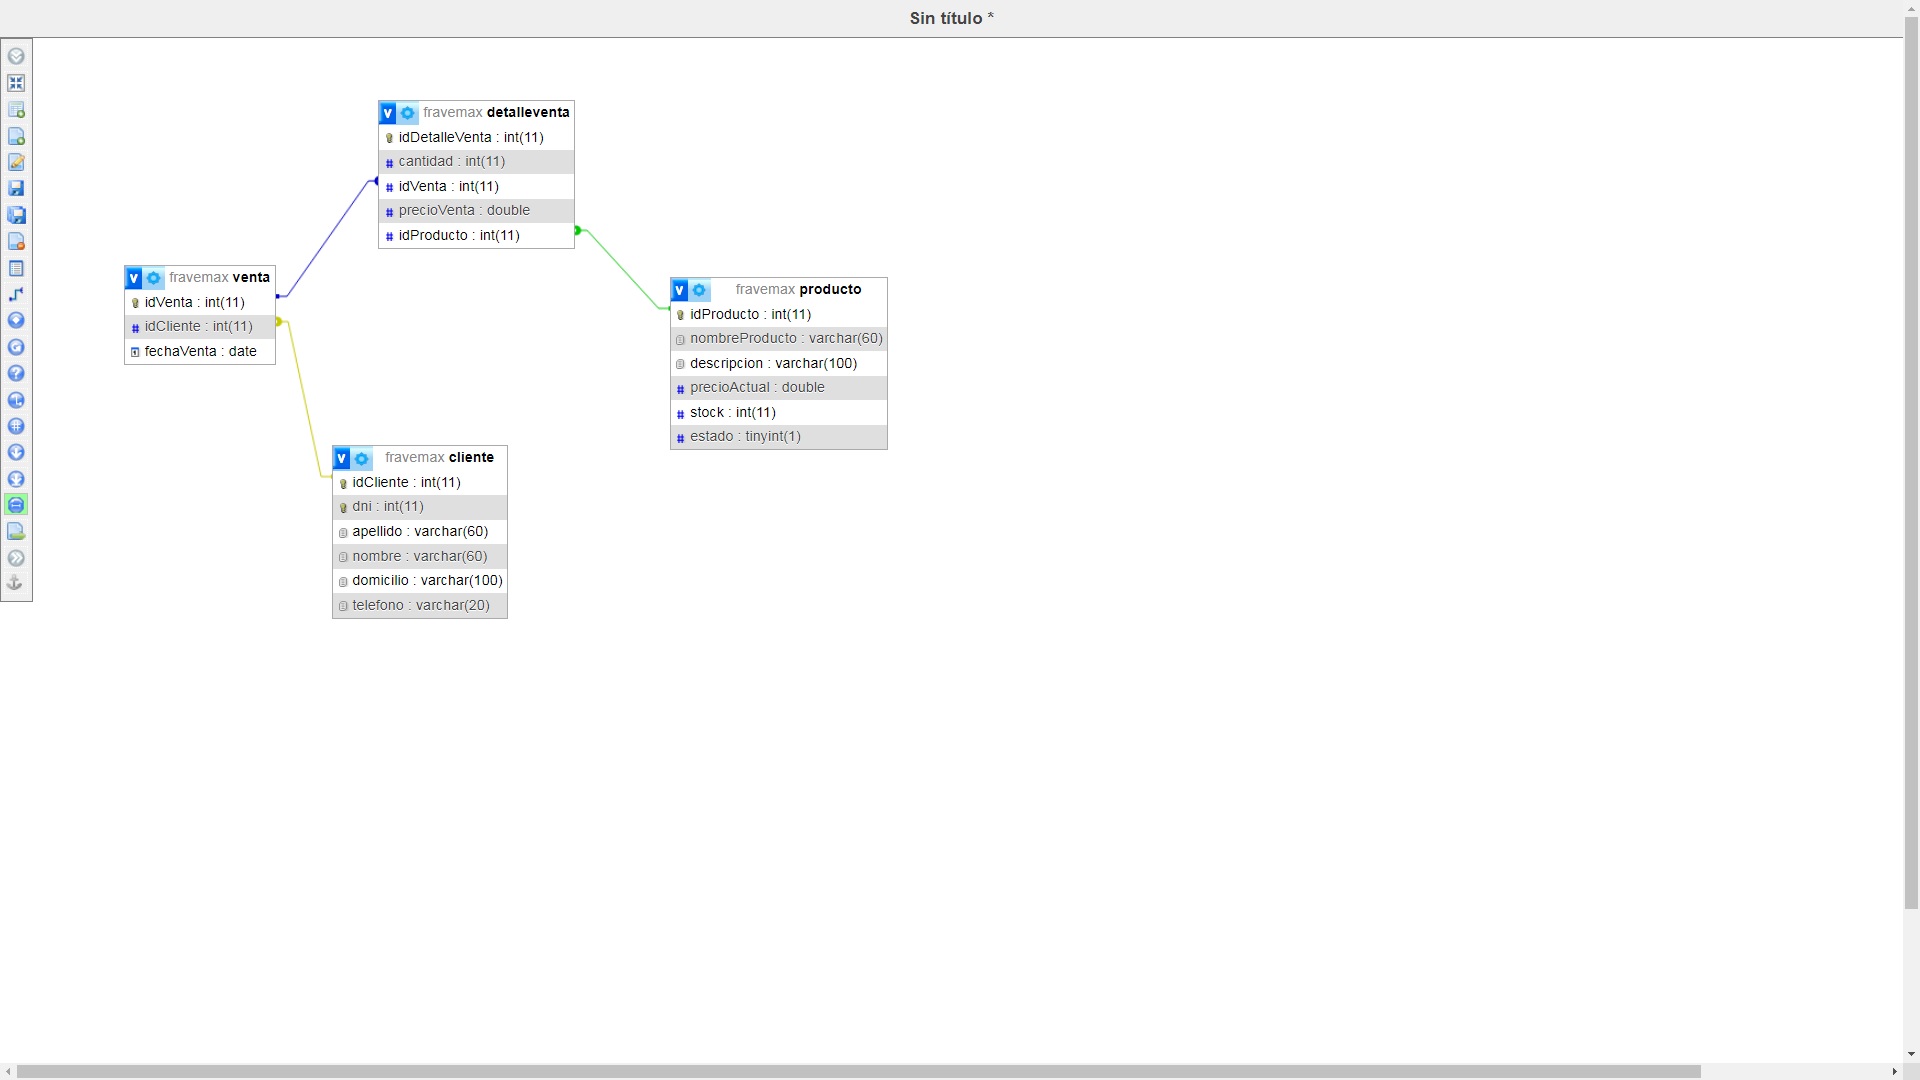 Sin título *
v fravemax detalleventa
idDetalleVenta : int(11)
# cantidad : int(11)
# idVenta : int(11)
# precioVenta : double
# idProducto : int(11)
v fravemax venta
idVenta : int(11)
# idCliente : int(11)
fechaVenta : date
v fravemax producto
idProducto : int(11)
nombreProducto : varchar(60)
descripcion : varchar(100)
# precioActual : double
# stock : int(11)
# estado : tinyint(1)
v fravemax cliente
idCliente : int(11)
dni : int(11)
apellido : varchar(60)
nombre : varchar(60)
domicilio : varchar(100)
telefono : varchar(20)